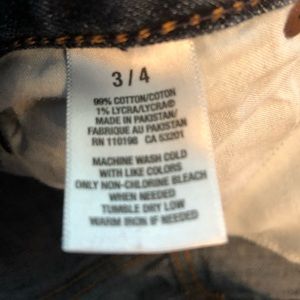 3 / 4
99% COTTON/COTON
1% LYCRA/LYCRA®
MADE IN PAKISTAN/
FABRIQUE AU PAKISTAN
RN 110198 CA 53201
MACHINE WASH COLD
WITH LIKE COLORS
ONLY NON-CHLORINE BLEACH
WHEN NEEDED
TUMBLE DRY LOW
WARM IRON IF NEEDED